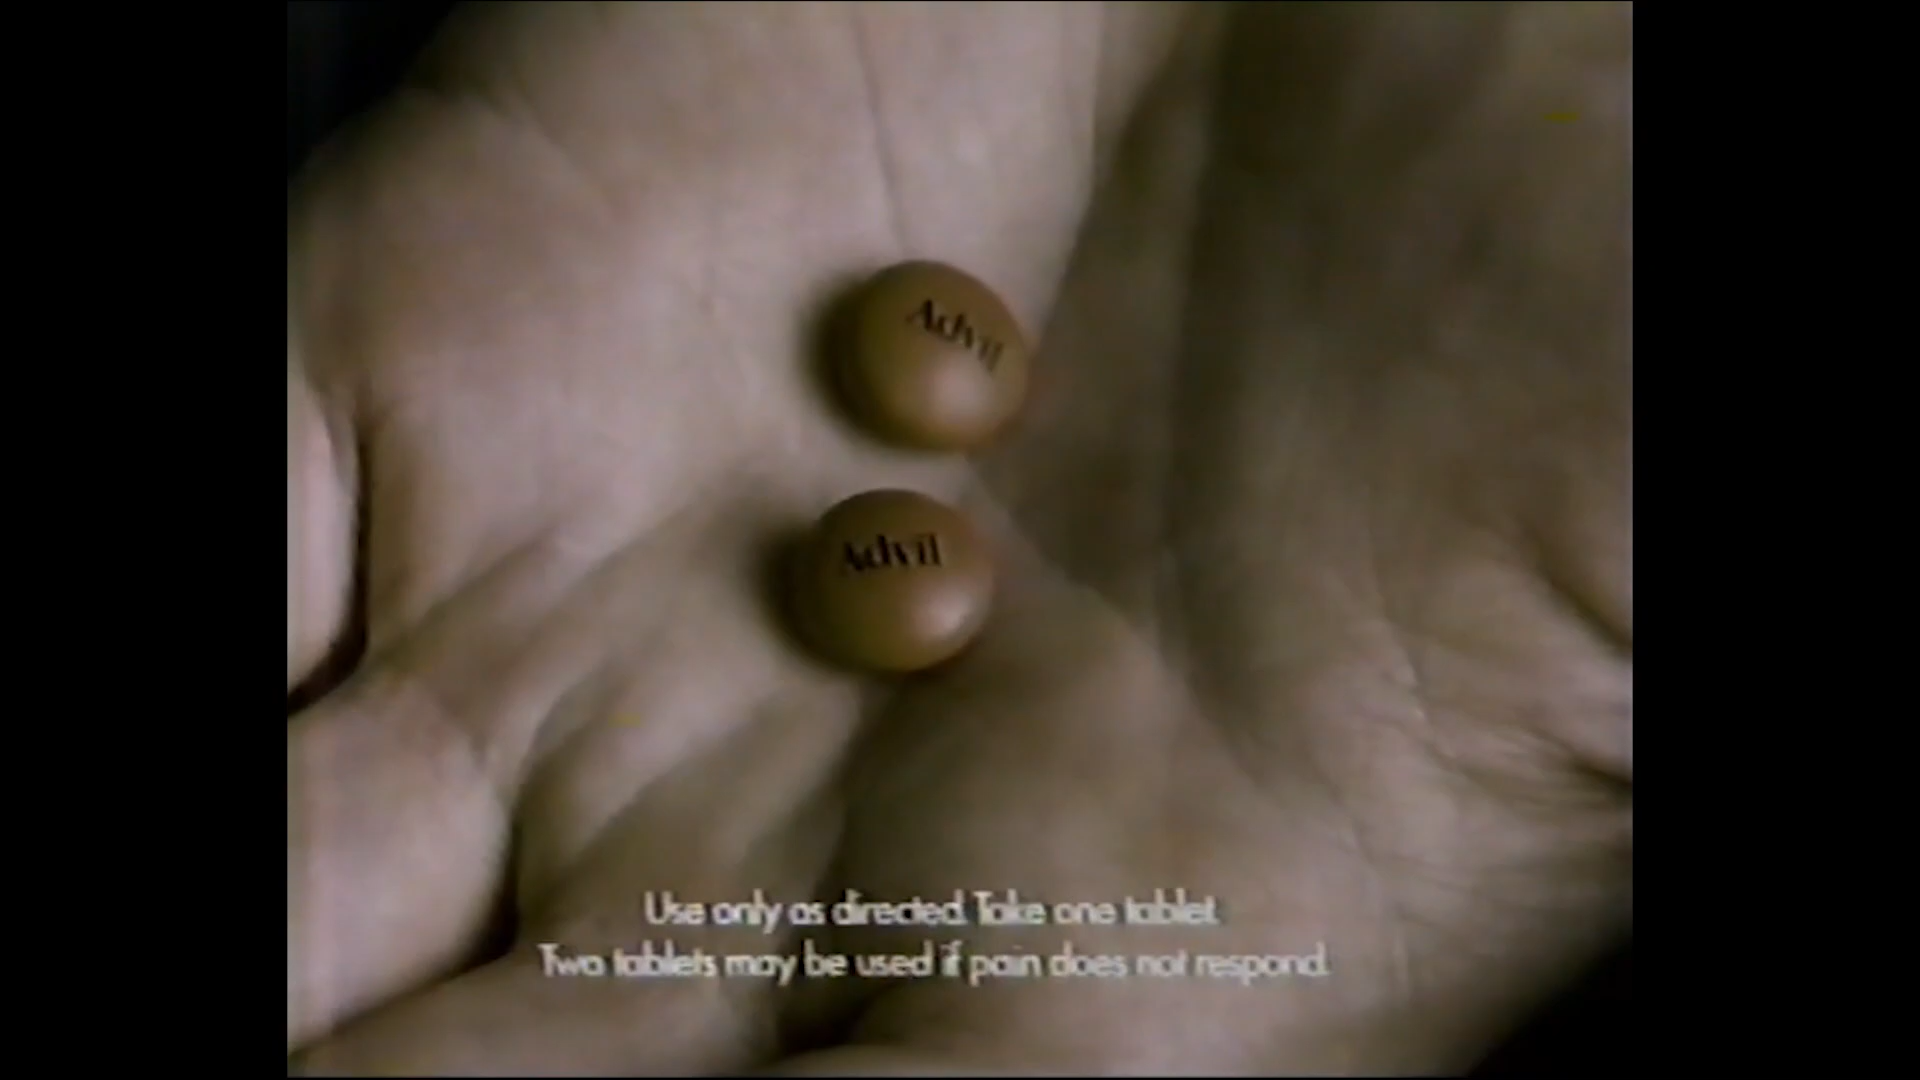 Advil
Advil
Use only as directed. Take one tablet.
Two tablets may be used if pain does not respond.